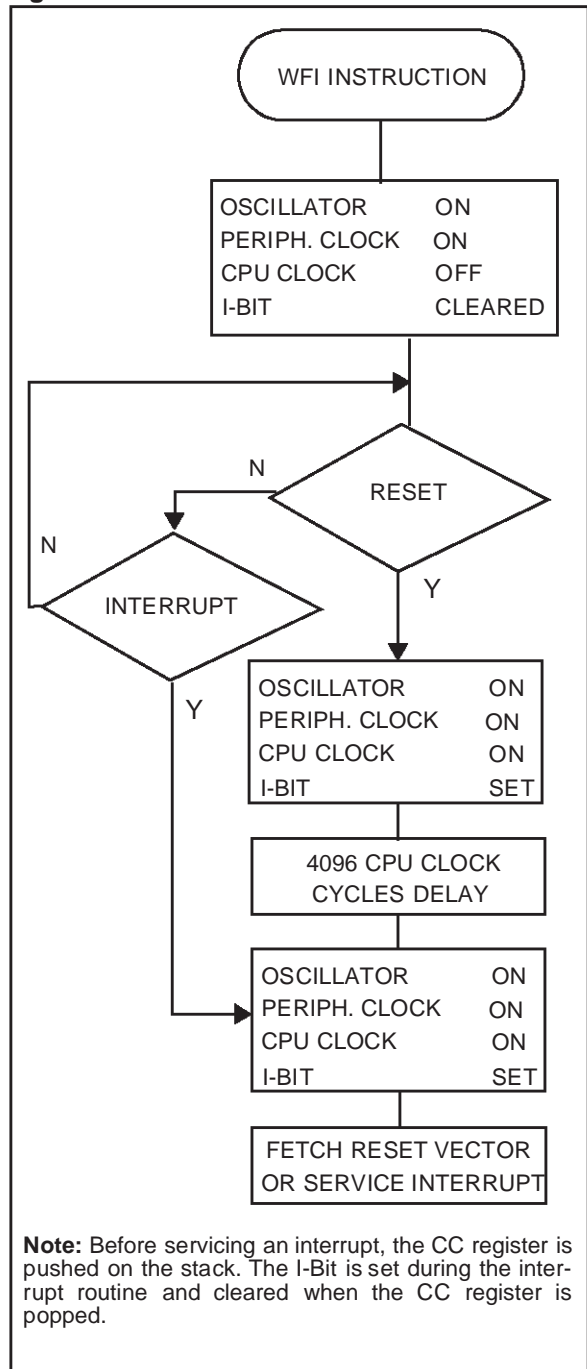 WFI INSTRUCTION
OSCILLATOR ON
PERIPH. CLOCK ON
CPU CLOCK OFF
I-BIT CLEARED
N
RESET
N
INTERRUPT
Y
Y
OSCILLATOR ON
PERIPH. CLOCK ON
CPU CLOCK ON
I-BIT SET
4096 CPU CLOCK
CYCLES DELAY
OSCILLATOR ON
PERIPH. CLOCK ON
CPU CLOCK ON
I-BIT SET
FETCH RESET VECTOR
OR SERVICE INTERRUPT
Note: Before servicing an interrupt, the CC register is
pushed on the stack. The I-Bit is set during the inter-
rupt routine and cleared when the CC register is
popped.